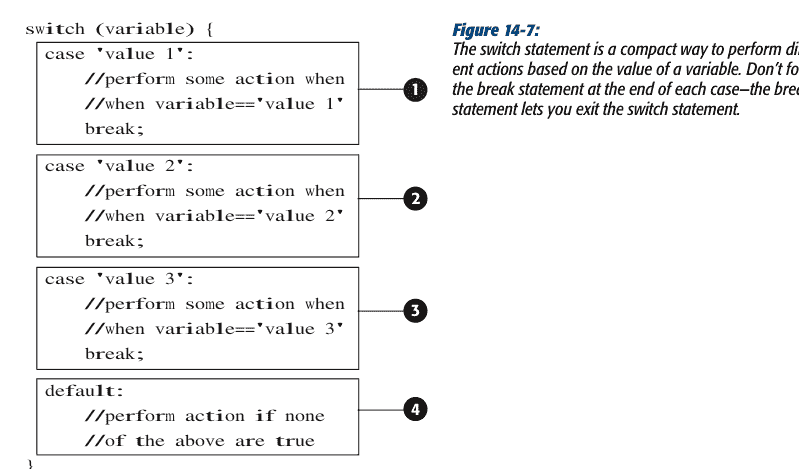 switch (variable) {
case 'value 1':
//perform some action when
//when variable=='value 1'
break;
1
case 'value 2':
//perform some action when
//when variable=='value 2'
break;
2
case 'value 3':
//perform some action when
//when variable=='value 3'
break;
3
default:
//perform action if none
//of the above are true
4
}
Figure 14-7:
The switch statement is a compact way to perform
ent actions based on the value of a variable. Don't
the break statement at the end of each case—the
statement lets you exit the switch statement.